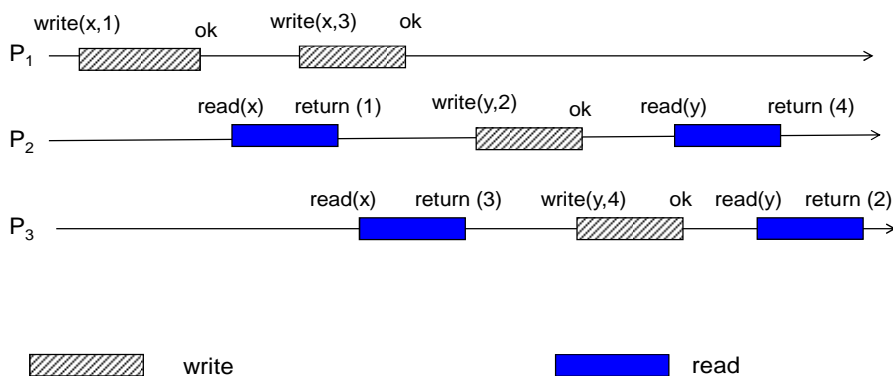 write(x,1) ok write(x,3) ok
P1
read(x) return (1) write(y,2) ok read(y) return (4)
P2
read(x) return (3) write(y,4) ok read(y) return (2)
P3
write read